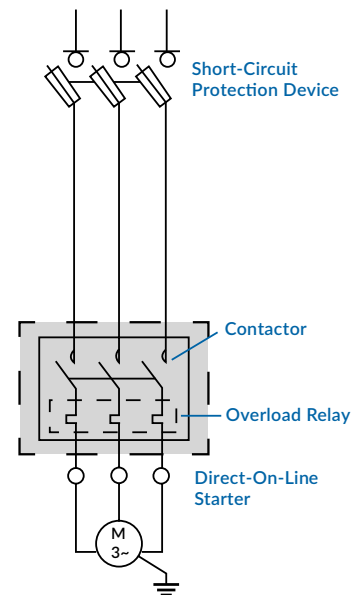 Short-Circuit
Protection Device
Contactor
Overload Relay
Direct-On-Line
Starter
M
3~